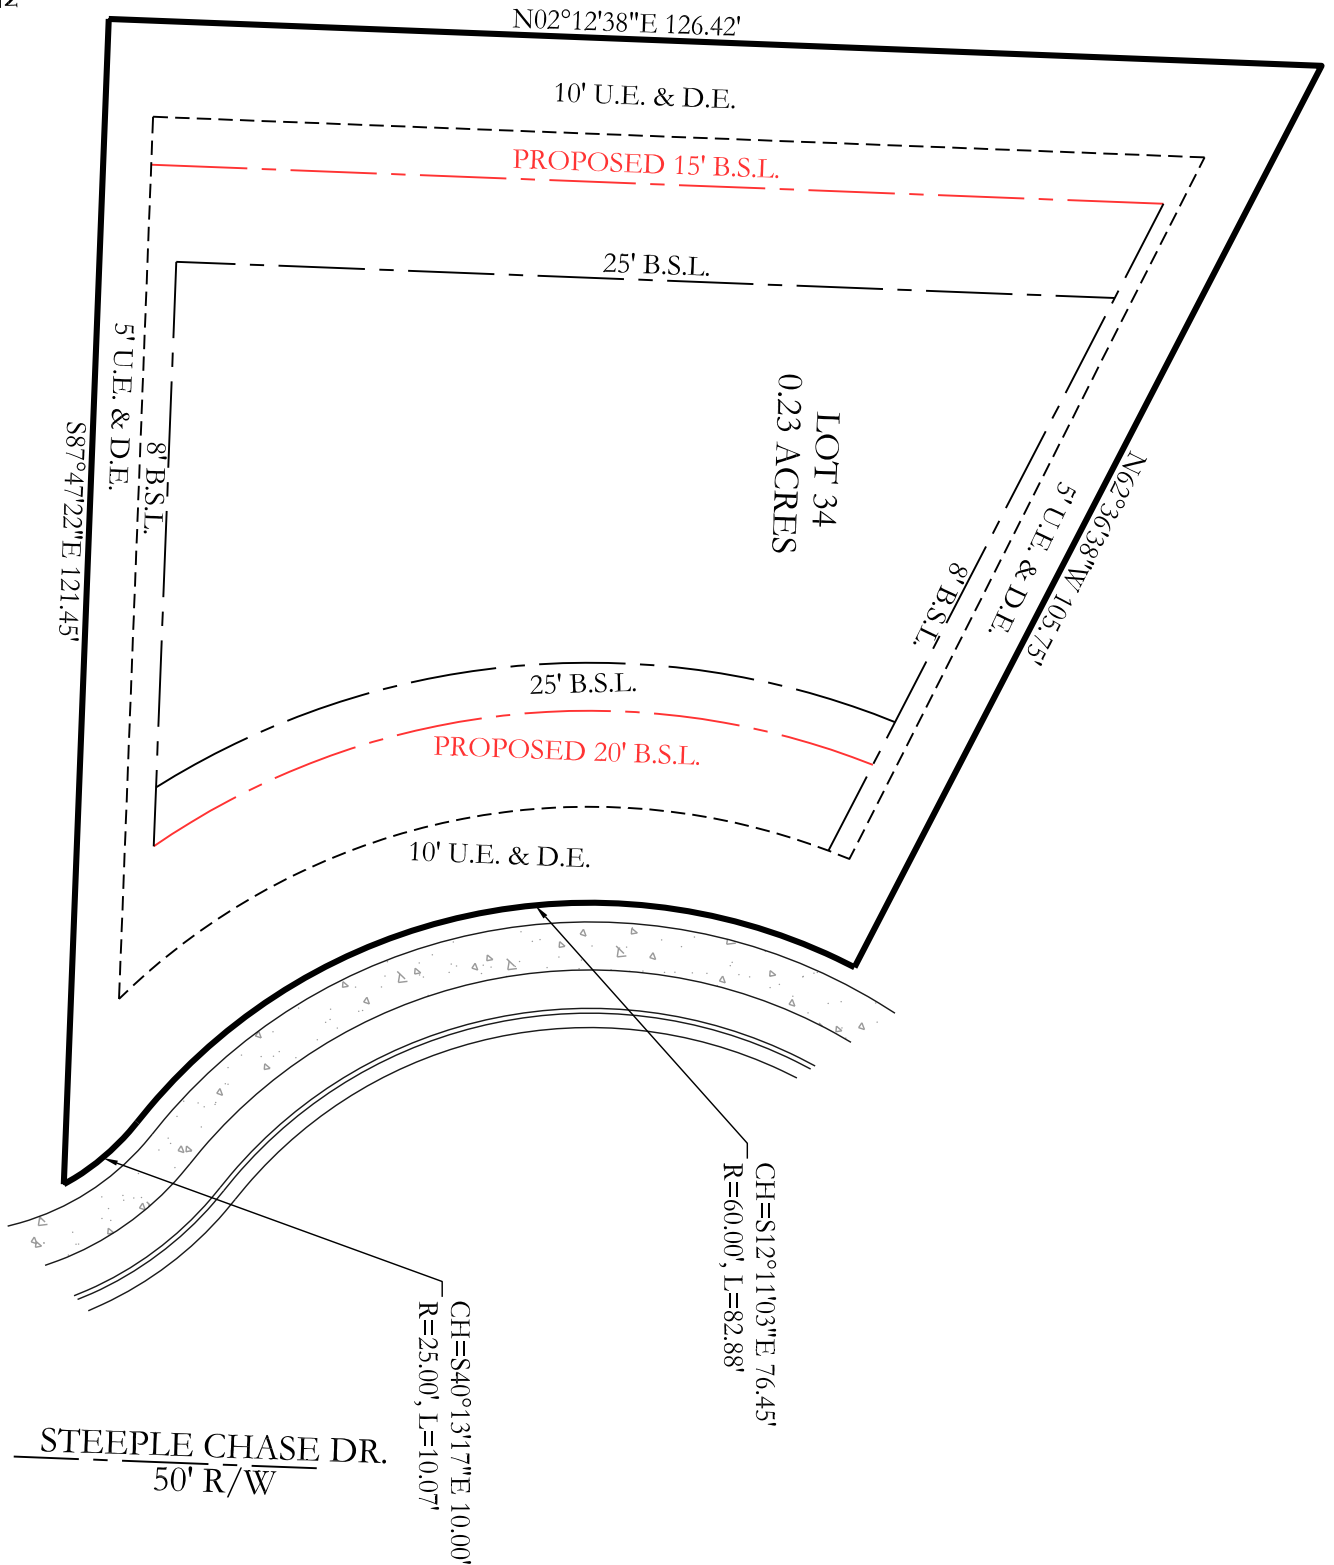 N02°12'38"E 126.42'
10' U.E. & D.E.
PROPOSED 15' B.S.L.
25' B.S.L.
5' U.E. & D.E.
8' B.S.L.
S87°47'22"E 121.45'
LOT 34
0.23 ACRES
N62°36'38"W 105.75'
5' U.E. & D.E.
8' B.S.L.
25' B.S.L.
PROPOSED 20' B.S.L.
10' U.E. & D.E.
CH=S12°11'03"E 76.45'
R=60.00', L=82.88'
CH=S40°13'17"E 10.00'
R=25.00', L=10.07'
STEEPLE CHASE DR.
50' R/W